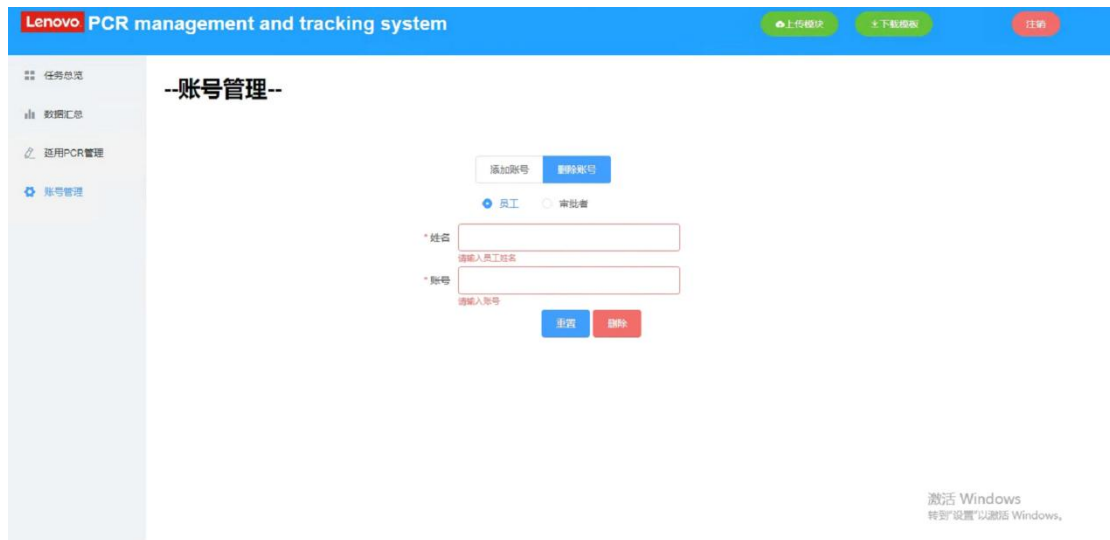 Lenovo PCR management and tracking system
上传模块 下载模板 注销
任务总览
数据汇总
延用PCR管理
账号管理
--账号管理--
添加账号 删除账号
员工 审批者
*姓名
请输入员工姓名
*账号
请输入账号
重置 删除
激活 Windows
转到"设置"以激活 Windows。